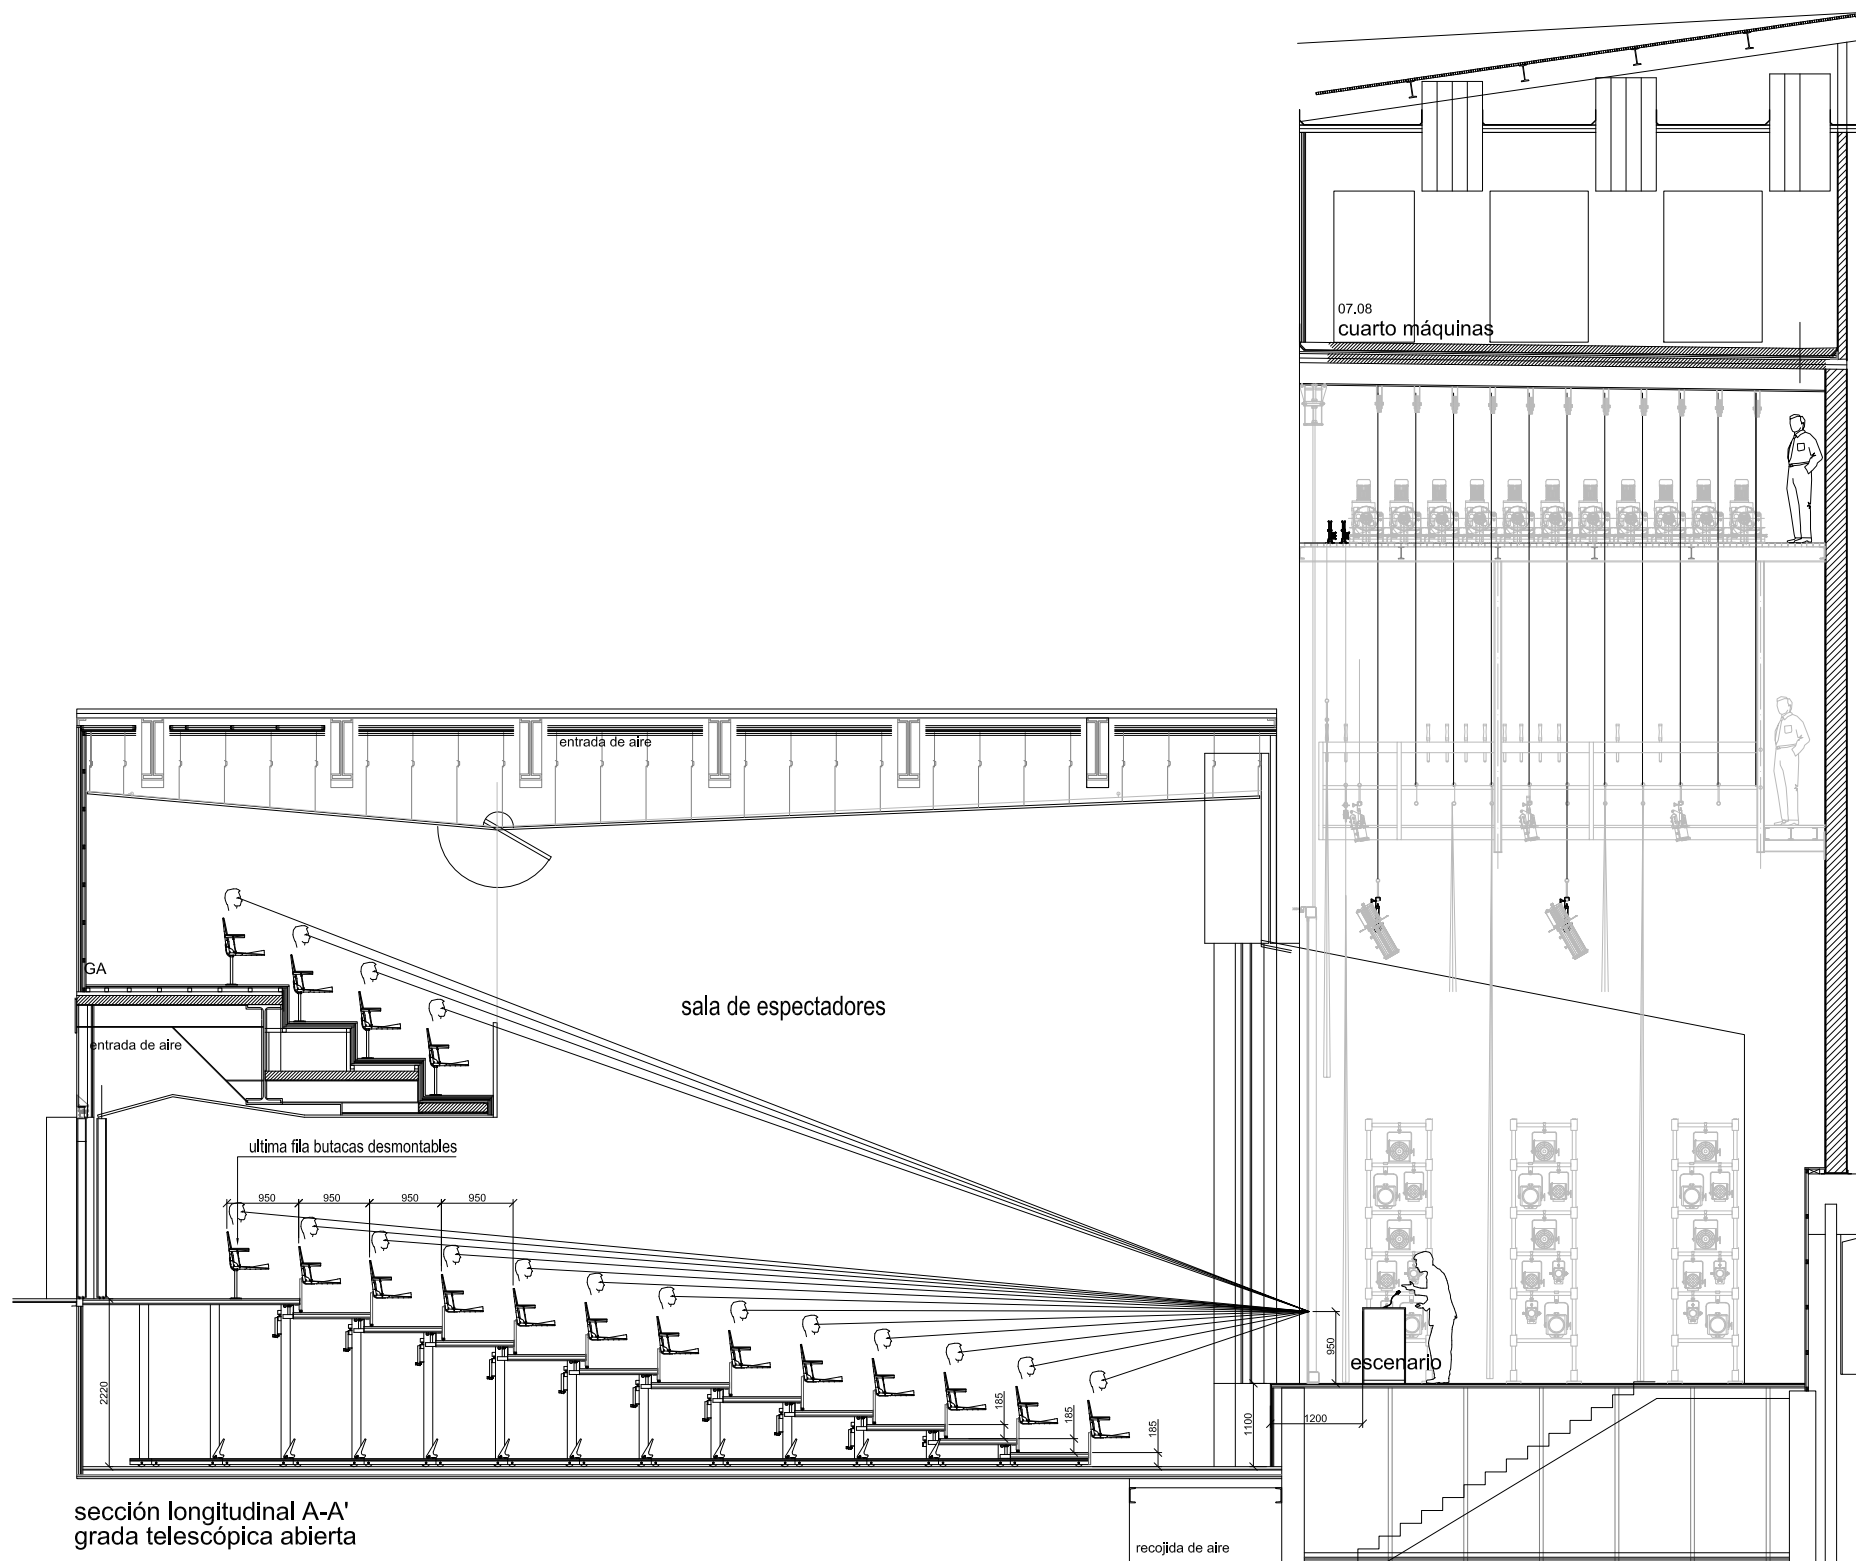 07.08
cuarto máquinas
entrada de aire
GA
sala de espectadores
entrada de aire
ultima fila butacas desmontables
950
950
950
950
950
escenario
2220
185
185
185
1100
1200
sección longitudinal A-A'
grada telescópica abierta
recojida de aire